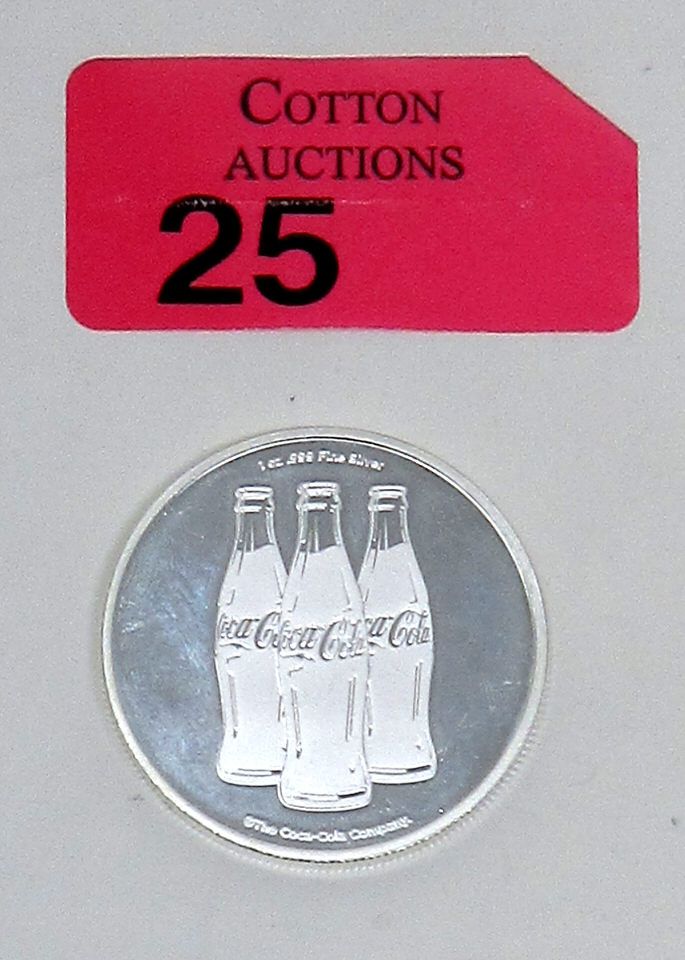 COTTON
AUCTIONS
25
1 oz. .999 Fine Silver
Coca-Cola Coca-Cola Coca-Cola
©The Coca-Cola Company.